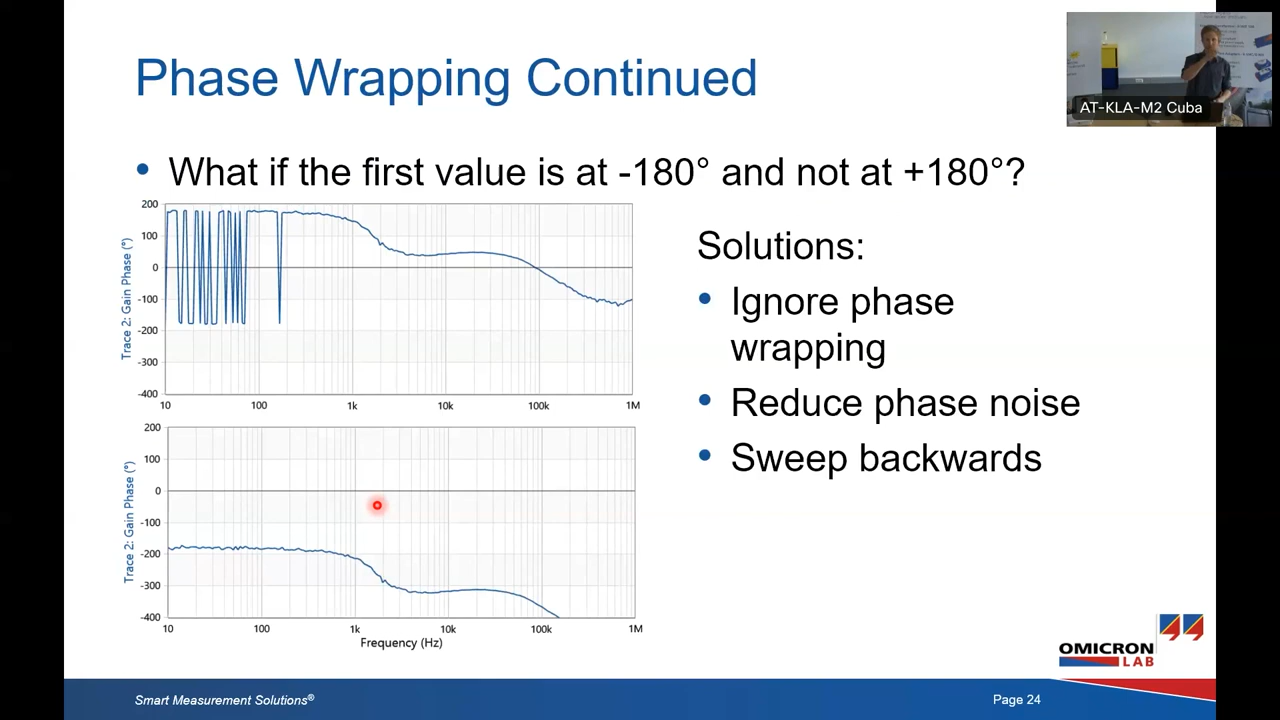 Phase Wrapping Continued
AT-KLA-M2 Cuba
• What if the first value is at -180° and not at +180°?
Trace 2: Gain Phase (°)
200
100
0
-100
-200
-300
-400
10 100 1k 10k 100k 1M
Trace 2: Gain Phase (°)
200
100
0
-100
-200
-300
-400
10 100 1k 10k 100k 1M
Frequency (Hz)
Solutions:
• Ignore phase
wrapping
• Reduce phase noise
• Sweep backwards
OMICRON
LAB
Smart Measurement Solutions®
Page 24